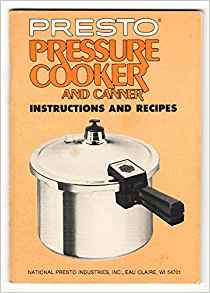 PRESTO®
PRESSURE
COOKER
AND CANNER
INSTRUCTIONS AND RECIPES
NATIONAL PRESTO INDUSTRIES, INC., EAU CLAIRE, WI 54701